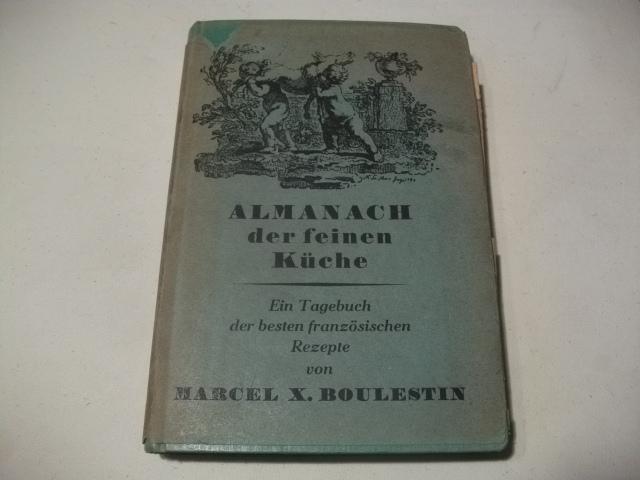 ALMANACH
der feinen
Küche
Ein Tagebuch
der besten französischen
Rezepte
von
MARCEL X. BOULESTIN